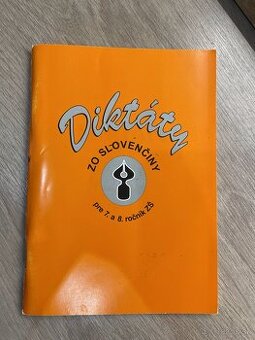 Diktáty
ZO SLOVENČINY
pre 7. a 8. ročník ZŠ